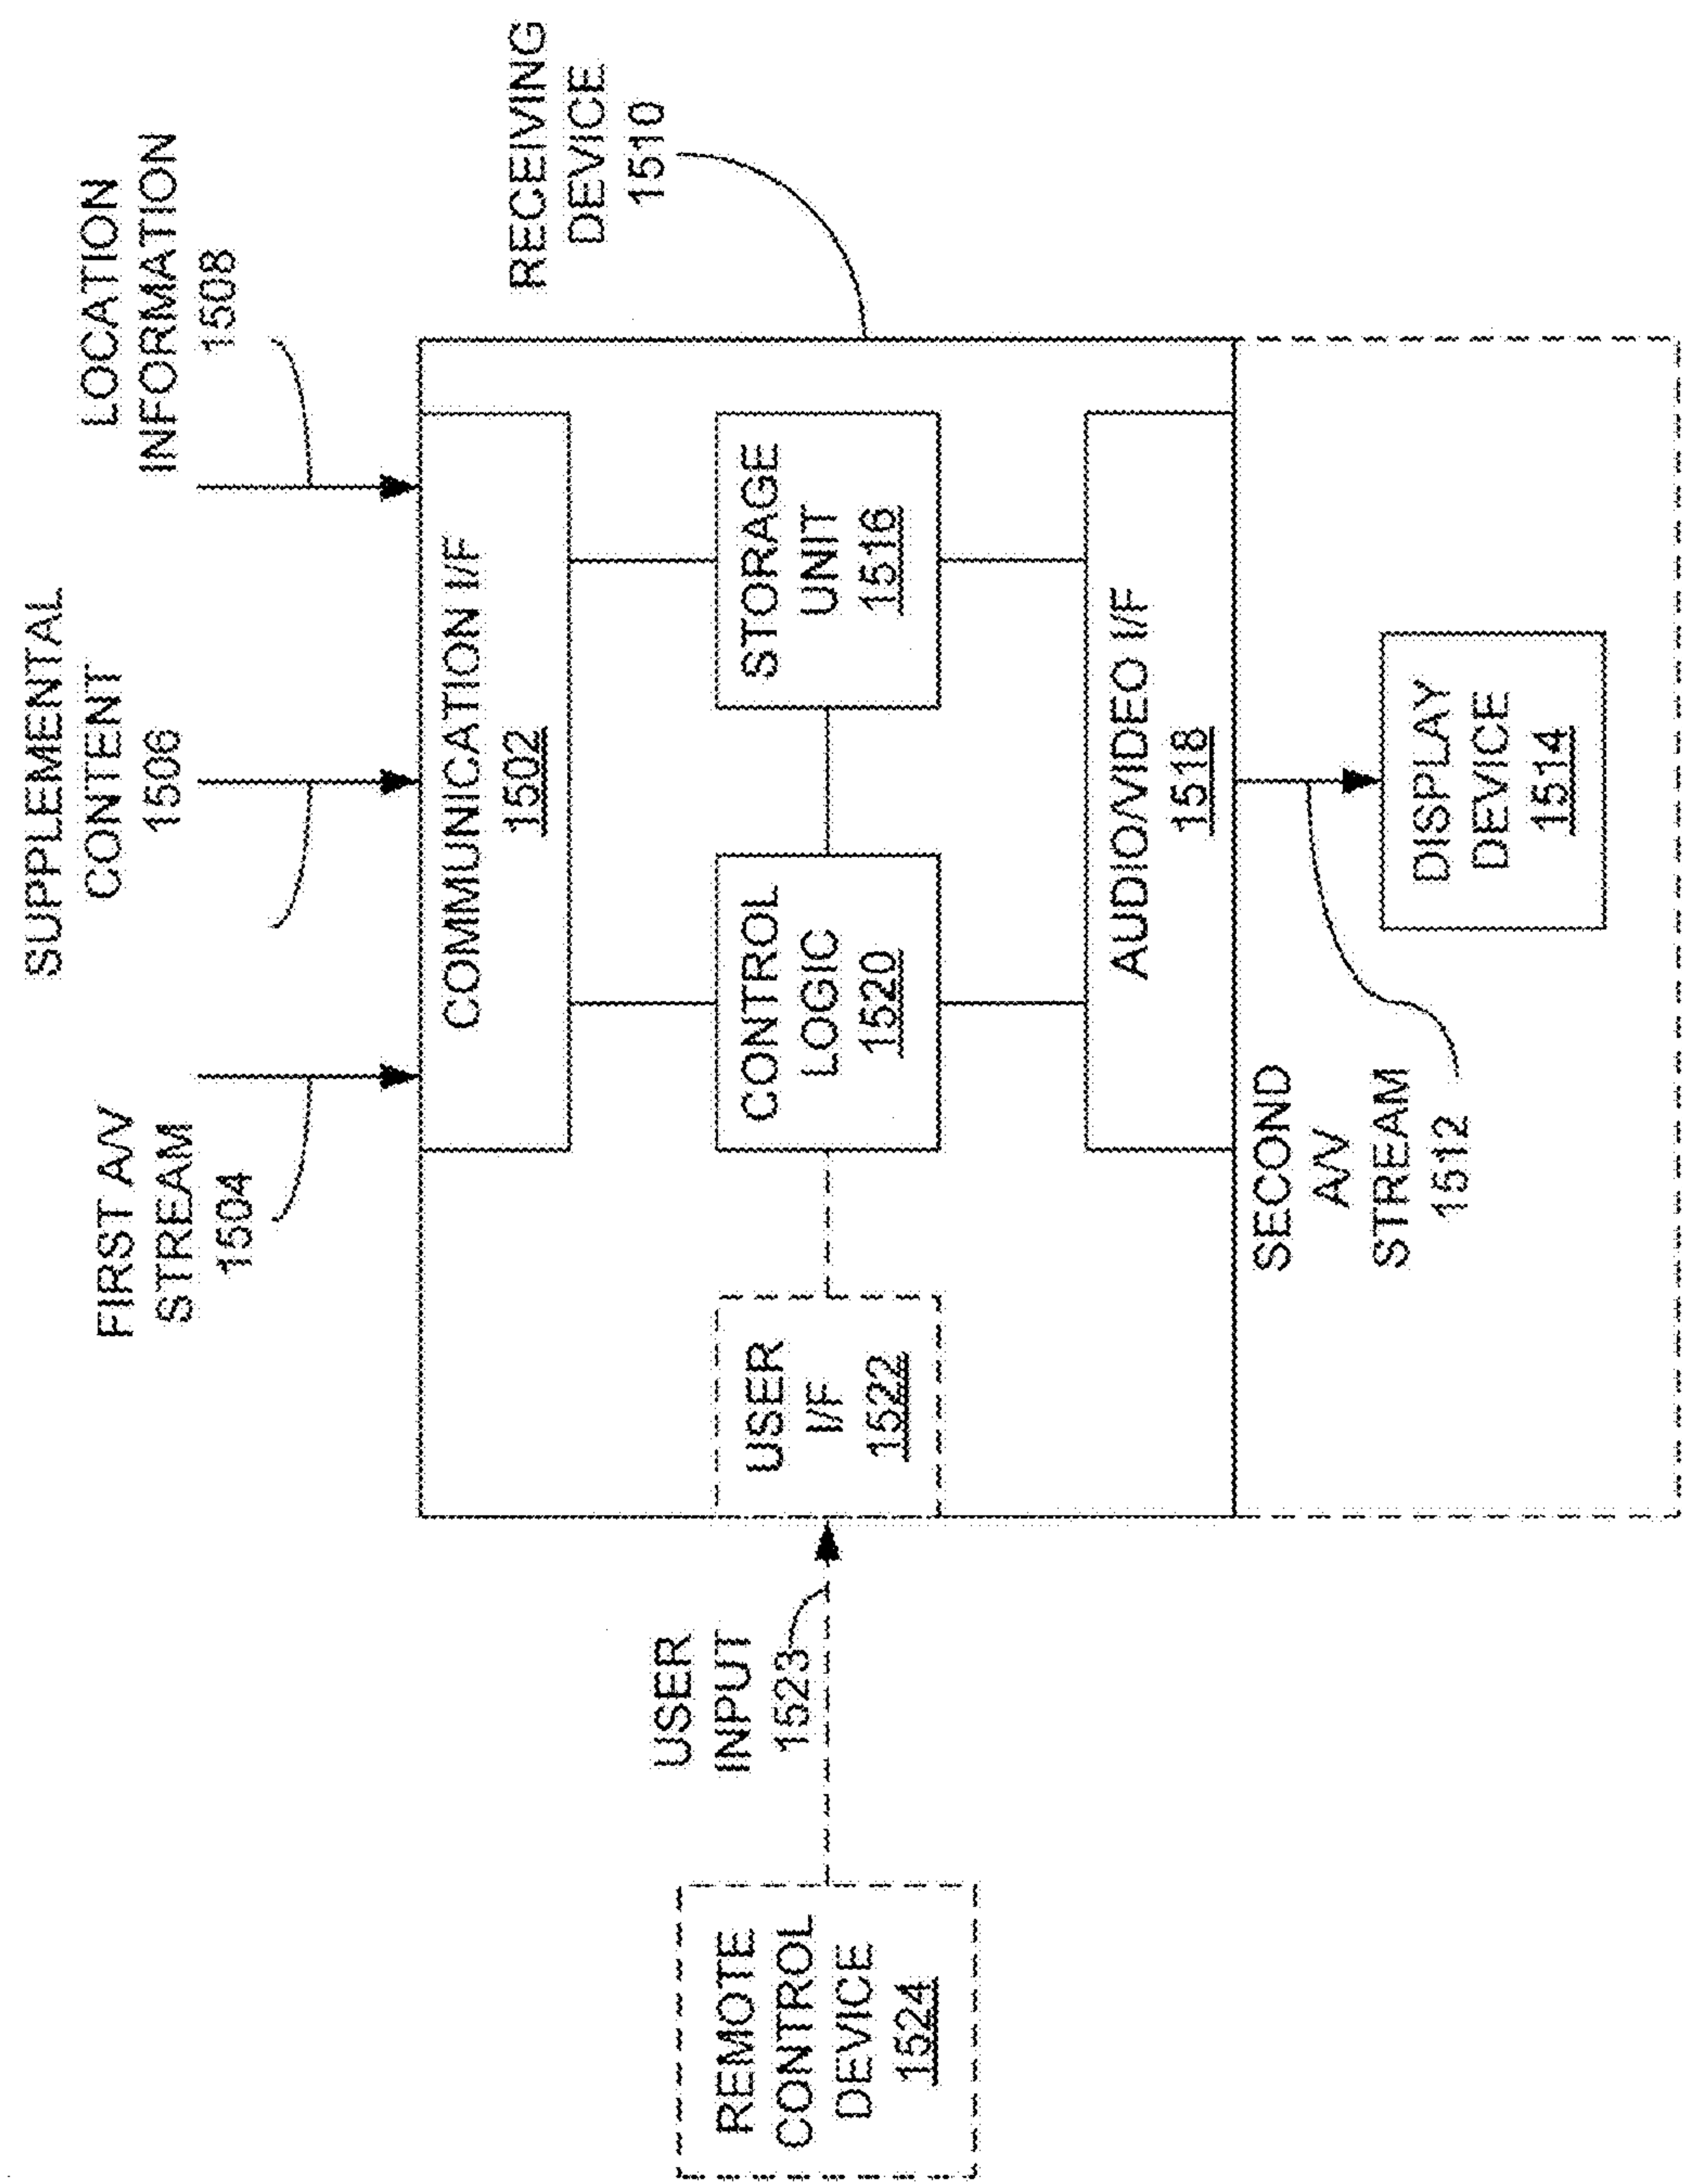 FIRST A/V
STREAM
1504
SUPPLEMENTAL
CONTENT
1506
LOCATION
INFORMATION
1508
RECEIVING
DEVICE
1510
COMMUNICATION I/F
1502
REMOTE
CONTROL
DEVICE
1524
USER
INPUT
1523
USER
I/F
1522
CONTROL
LOGIC
1520
STORAGE
UNIT
1516
AUDIO/VIDEO I/F
1518
SECOND
A/V
STREAM
1512
DISPLAY
DEVICE
1514